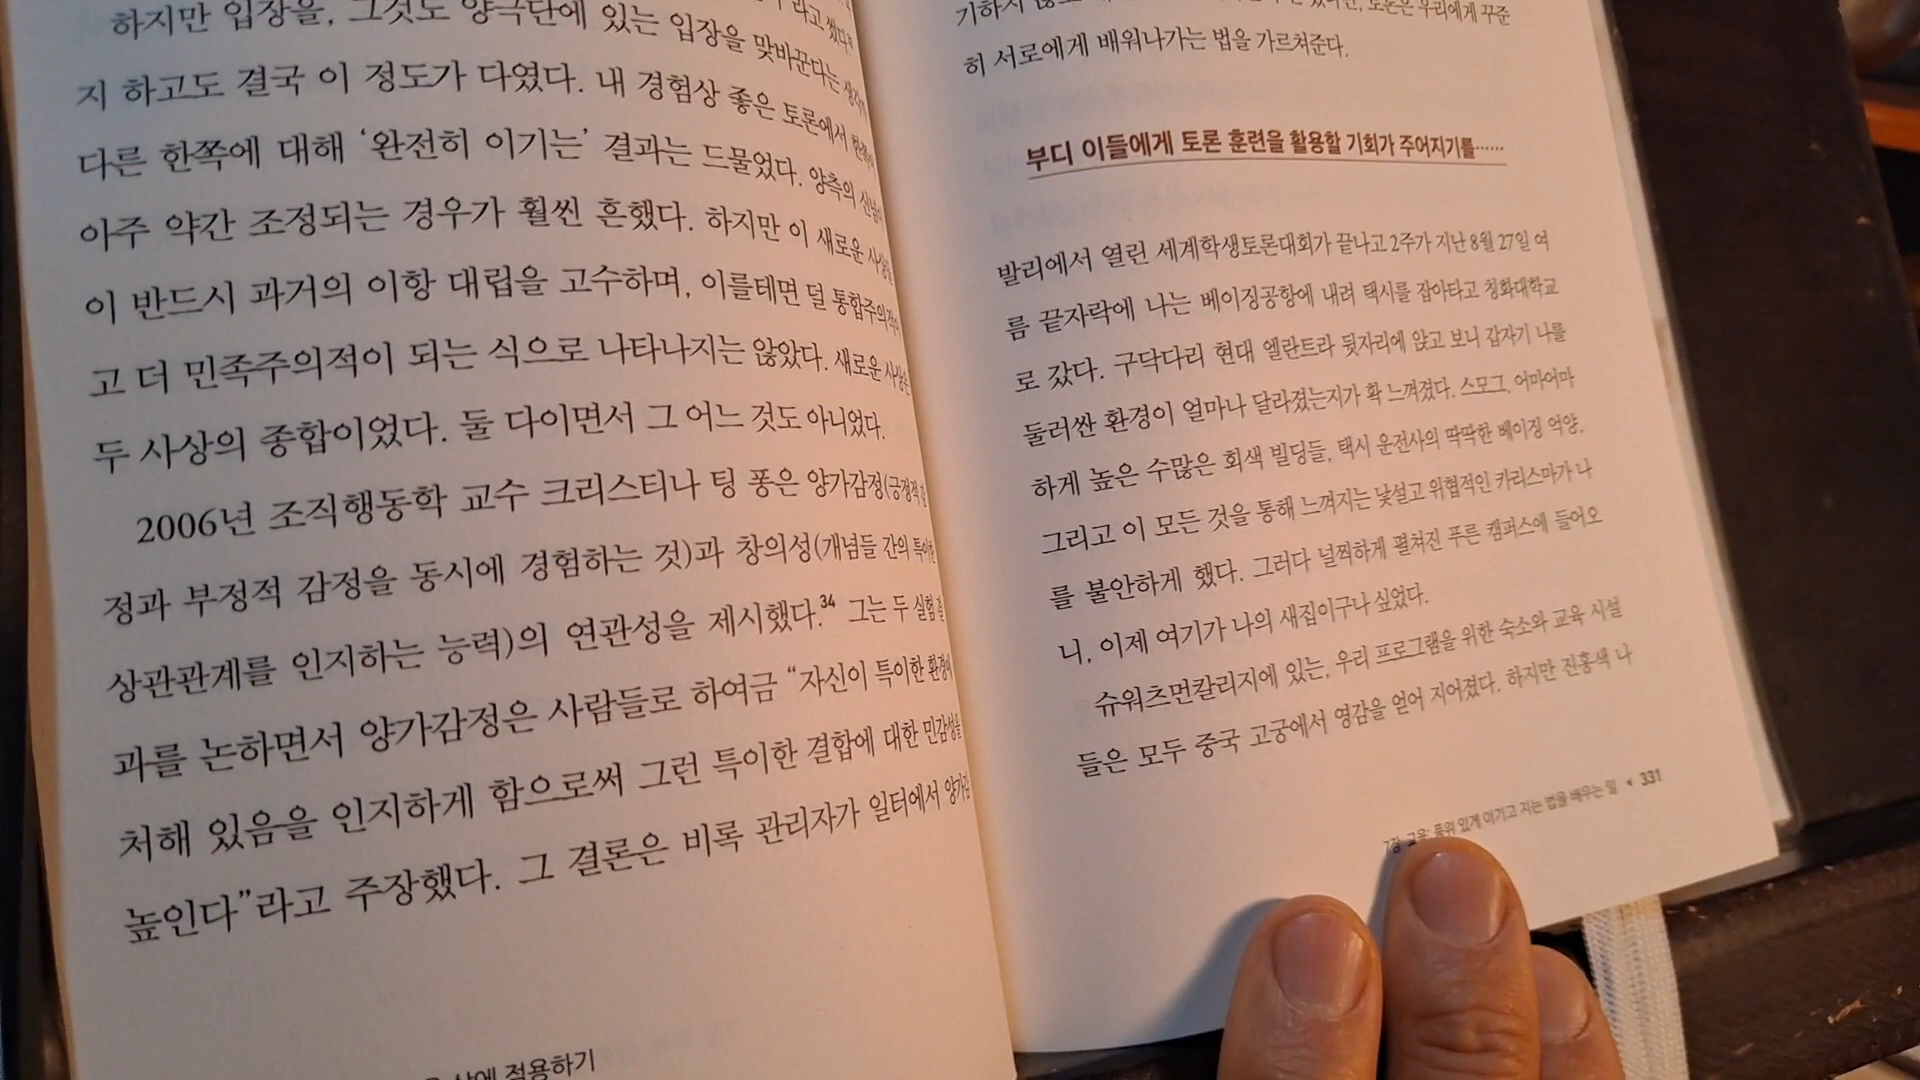 라고 썼다.
하지만 입장을, 그것도 양극단에 있는 입장을 맞바꾼다는
지 하고도 결국 이 정도가 다였다. 내 경험상 좋은 토론에서
다른 한쪽에 대해 ‘완전히 이기는’ 결과는 드물었다. 양측의
아주 약간 조정되는 경우가 훨씬 흔했다. 하지만 이 새로운
이 반드시 과거의 이항 대립을 고수하며, 이를테면 덜
고 더 민족주의적이 되는 식으로 나타나지는 않았다. 새로운
두 사상의 종합이었다. 둘 다이면서 그 어느 것도 아니었다.
2006년 조직행동학 교수 크리스티나 팅 퐁은 양가감정(긍정적
정과 부정적 감정을 동시에 경험하는 것)과 창의성(개념들 간의
상관관계를 인지하는 능력)의 연관성을 제시했다.34 그는 두 실험
과를 논하면서 양가감정은 사람들로 하여금 “자신이 특이한 환경에
처해 있음을 인지하게 함으로써 그런 특이한 결합에 대한 민감성을
높인다”라고 주장했다. 그 결론은 비록 관리자가 일터에서
적용하기
히 서로에게 배워나가는 법을 가르쳐준다.
부디 이들에게 토론 훈련을 활용할 기회가 주어지기를……
발리에서 열린 세계학생토론대회가 끝나고 2주가 지난 8월 27일 여
름 끝자락에 나는 베이징공항에 내려 택시를 잡아타고 칭화대학교
로 갔다. 구닥다리 현대 엘란트라 뒷자리에 앉고 보니 갑자기 나를
둘러싼 환경이 얼마나 달라졌는지가 확 느껴졌다. 스모그, 어마어마
하게 높은 수많은 회색 빌딩들, 택시 운전사의 딱딱한 베이징 억양,
그리고 이 모든 것을 통해 느껴지는 낯설고 위협적인 카리스마가 나
를 불안하게 했다. 그러다 널찍하게 펼쳐진 푸른 캠퍼스에 들어오
니, 이제 여기가 나의 새집이구나 싶었다.
슈워츠먼칼리지에 있는, 우리 프로그램을 위한 숙소와 교육 시설
들은 모두 중국 고궁에서 영감을 얻어 지어졌다. 하지만 진홍색 나
7장 교육: 품위 있게 이기고 지는 법을 배우는 일 • 331